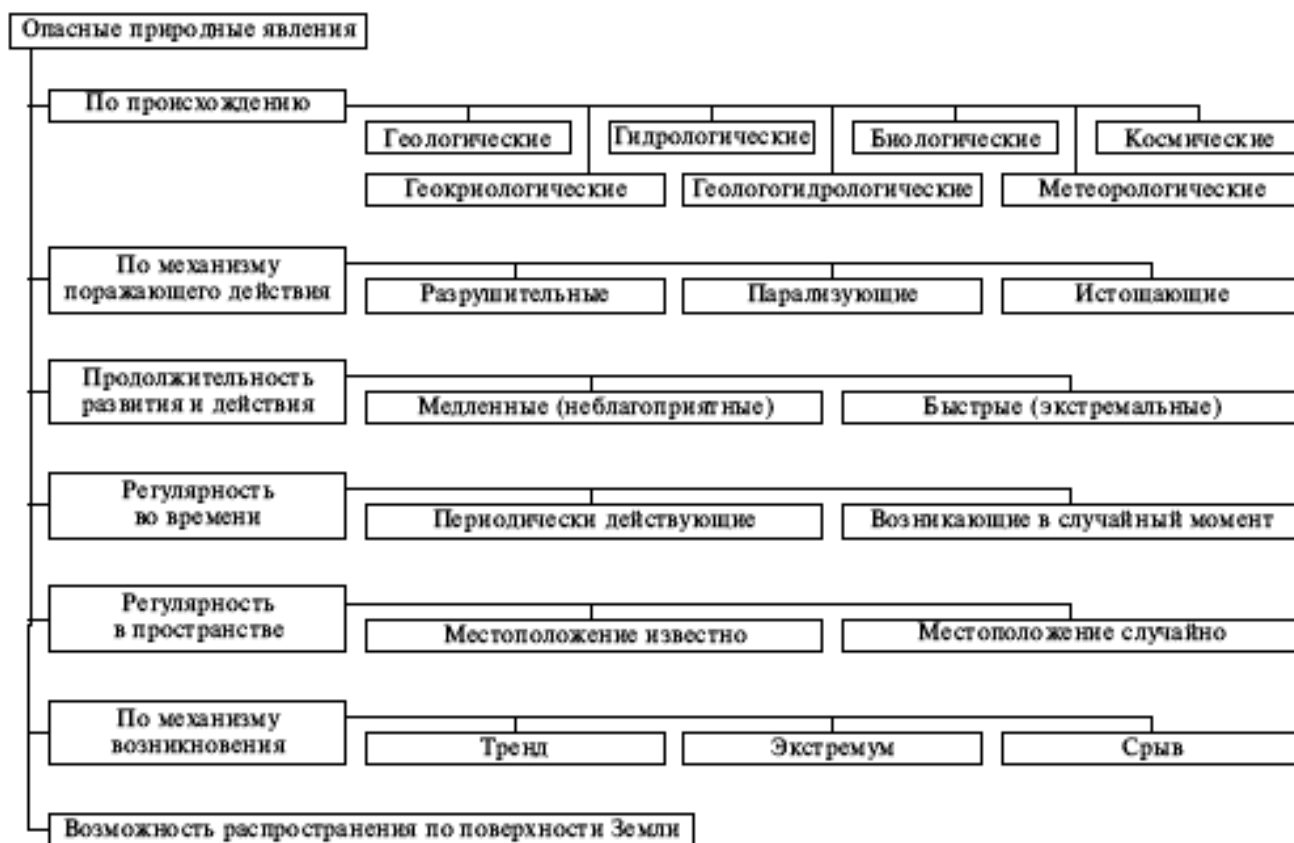 Опасные природные явления
По происхождению
Геологические
Гидрологические
Биологические
Космические
Геокриологические
Геологогидрологические
Метеорологические
По механизму
поражающего действия
Разрушительные
Парализующие
Истощающие
Продолжительность
развития и действия
Медленные (неблагоприятные)
Быстрые (экстремальные)
Регулярность
во времени
Периодически действующие
Возникающие в случайный момент
Регулярность
в пространстве
Местоположение известно
Местоположение случайно
По механизму
возникновения
Тренд
Экстремум
Срыв
Возможность распространения по поверхности Земли